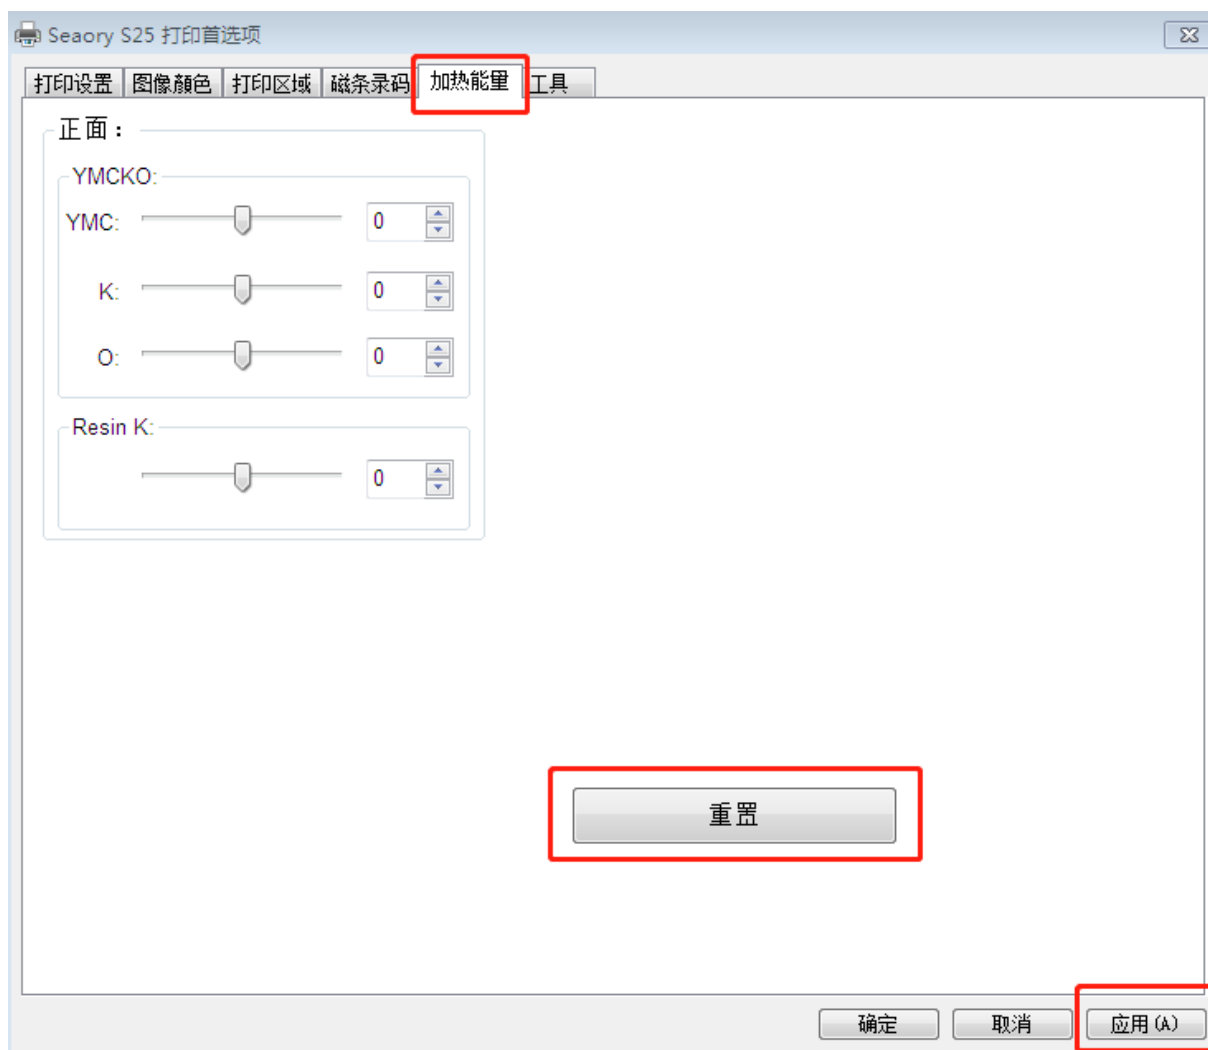 Seaory S25 打印首选项
打印设置 图像顏色 打印区域 磁条录码 加热能量 工具
正面：
YMCKO:
YMC: 0
K: 0
O: 0
Resin K:
0
重置
确定 取消 应用(A)